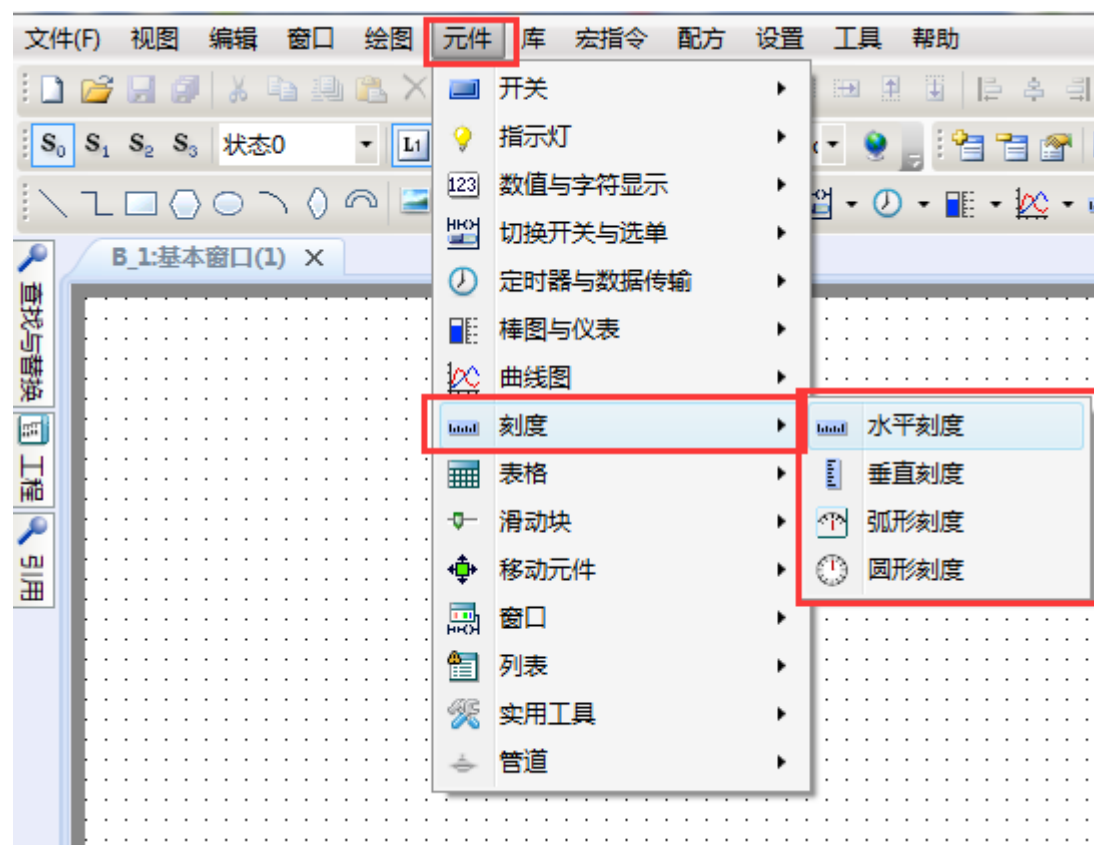 文件(F) 视图 编辑 窗口 绘图 元件 库 宏指令 配方 设置 工具 帮助
S0 S1 S2 S3 状态0 L1
B_1:基本窗口(1)
查找与替换
工程
引用
开关
指示灯
123 数值与字符显示
切换开关与选单
定时器与数据传输
棒图与仪表
曲线图
刻度
表格
滑动块
移动元件
窗口
列表
实用工具
管道
水平刻度
垂直刻度
弧形刻度
圆形刻度